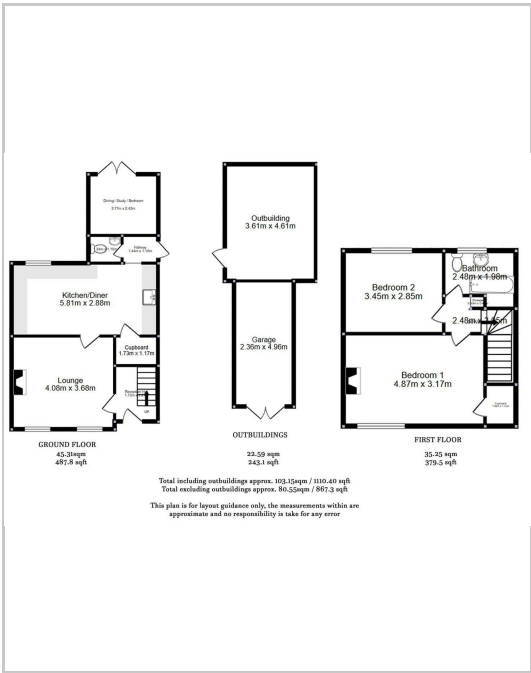 Dining / Study / Bedroom
2.77m x 2.43m
Hallway
Kitchen/Diner
5.81m x 2.88m
Cupboard
1.73m x 1.17m
Lounge
4.08m x 3.68m
UP
GROUND FLOOR
45.31sqm
487.8 sqft
Outbuilding
3.61m x 4.61m
Garage
2.36m x 4.96m
OUTBUILDINGS
22.59 sqm
243.1 sqft
Bedroom 2
3.45m x 2.85m
Bathroom
2.48m x 1.98m
Bedroom 1
4.87m x 3.17m
FIRST FLOOR
35.25 sqm
379.5 sqft
Total including outbuildings approx. 103.15sqm / 1110.40 sqft
Total excluding outbuildings approx. 80.55sqm / 867.3 sqft
This plan is for layout guidance only, the measurements within are
approximate and no responsibility is take for any error